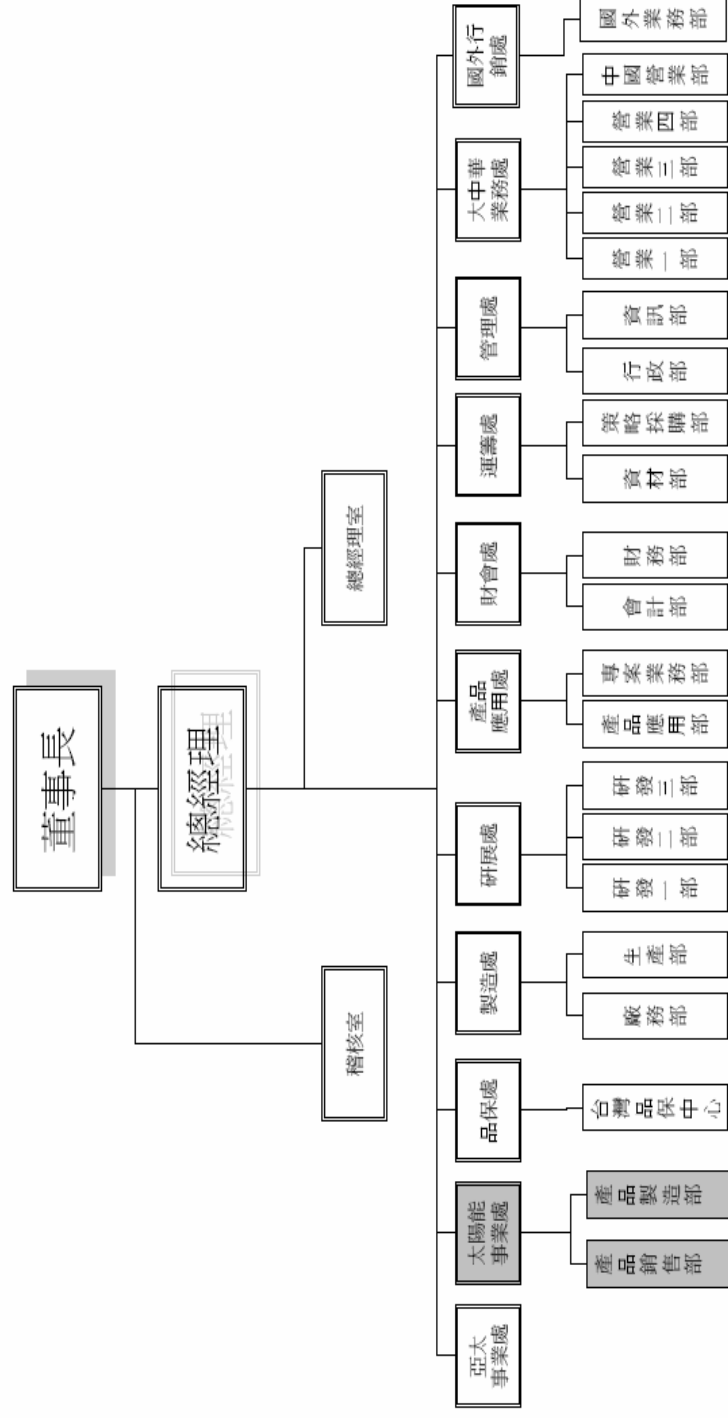 董事長
總經理
稽核室
總經理室
亞太
事業處
太陽能
事業處
品保處
製造處
研展處
產品
應用處
財會處
運籌處
管理處
大中華
業務處
國外行
銷處
產品銷售部
產品製造部
台灣品保中心
廠務部
生產部
研發一部
研發二部
研發三部
產品應用部
專案業務部
會計部
財務部
資材部
策略採購部
行政部
資訊部
營業一部
營業二部
營業三部
營業四部
中國營業部
國外業務部